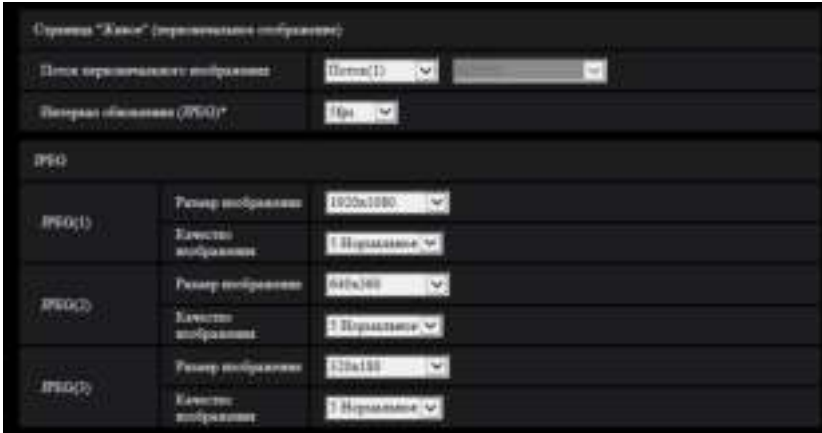 Страница "Живое" (первоначальное отображение)
Поток первоначального отображения Поток(1)
Интервал обновления (JPEG)* 5fps
JPEG
JPEG(1) Размер изображения 1920x1080
Качество изображения 5 Нормальное
JPEG(2) Размер изображения 640x360
Качество изображения 5 Нормальное
JPEG(3) Размер изображения 320x180
Качество изображения 5 Нормальное